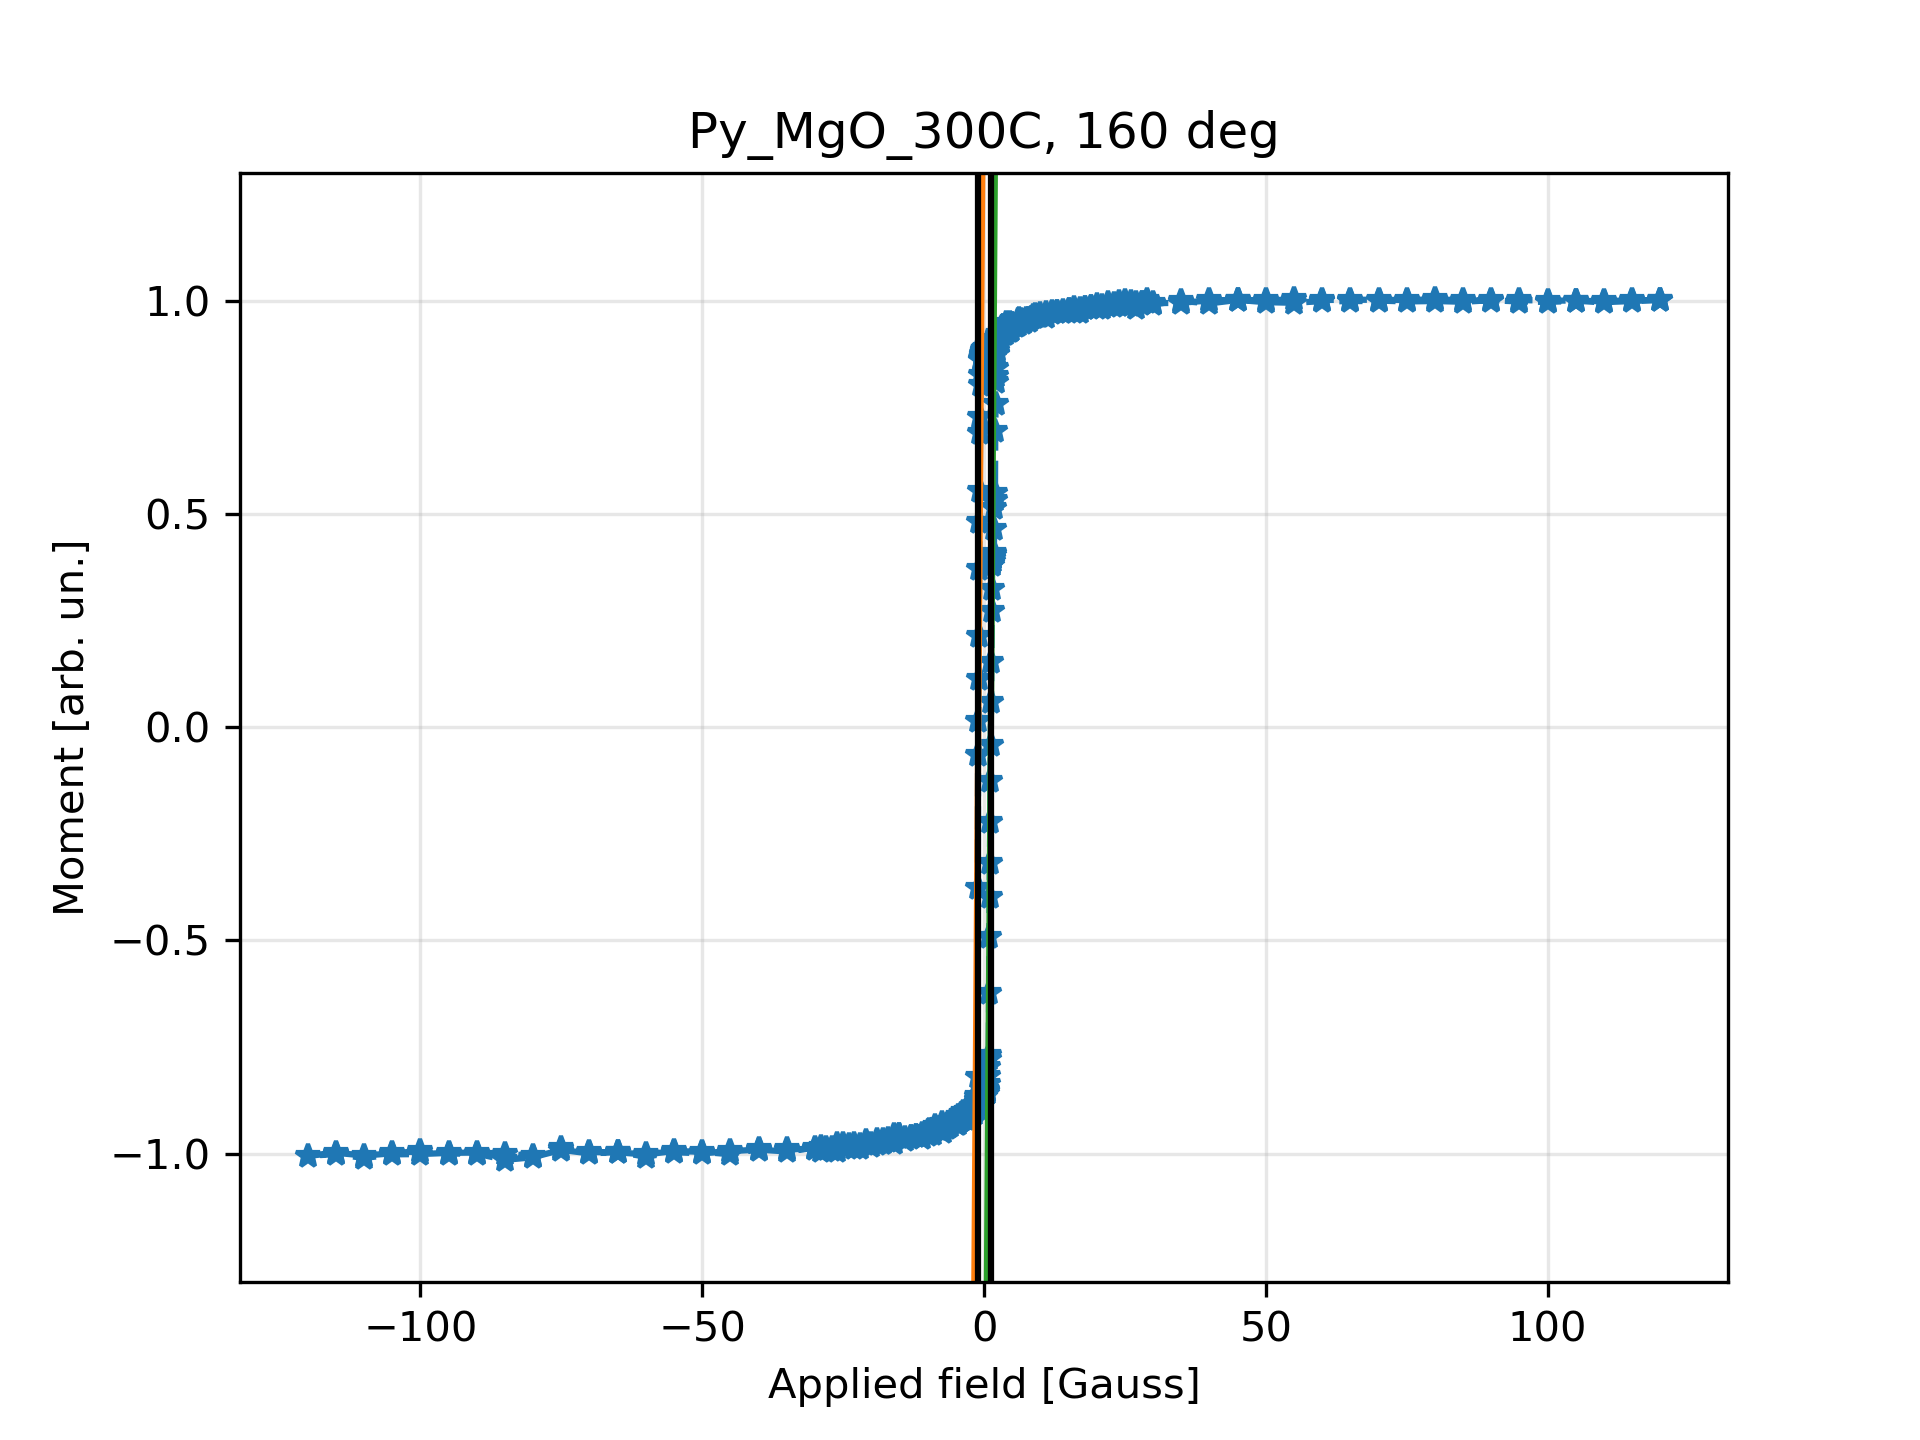 Py_MgO_300C, 160 deg
Moment [arb. un.]
1.0
0.5
0.0
−0.5
−1.0
−100 −50 0 50 100
Applied field [Gauss]